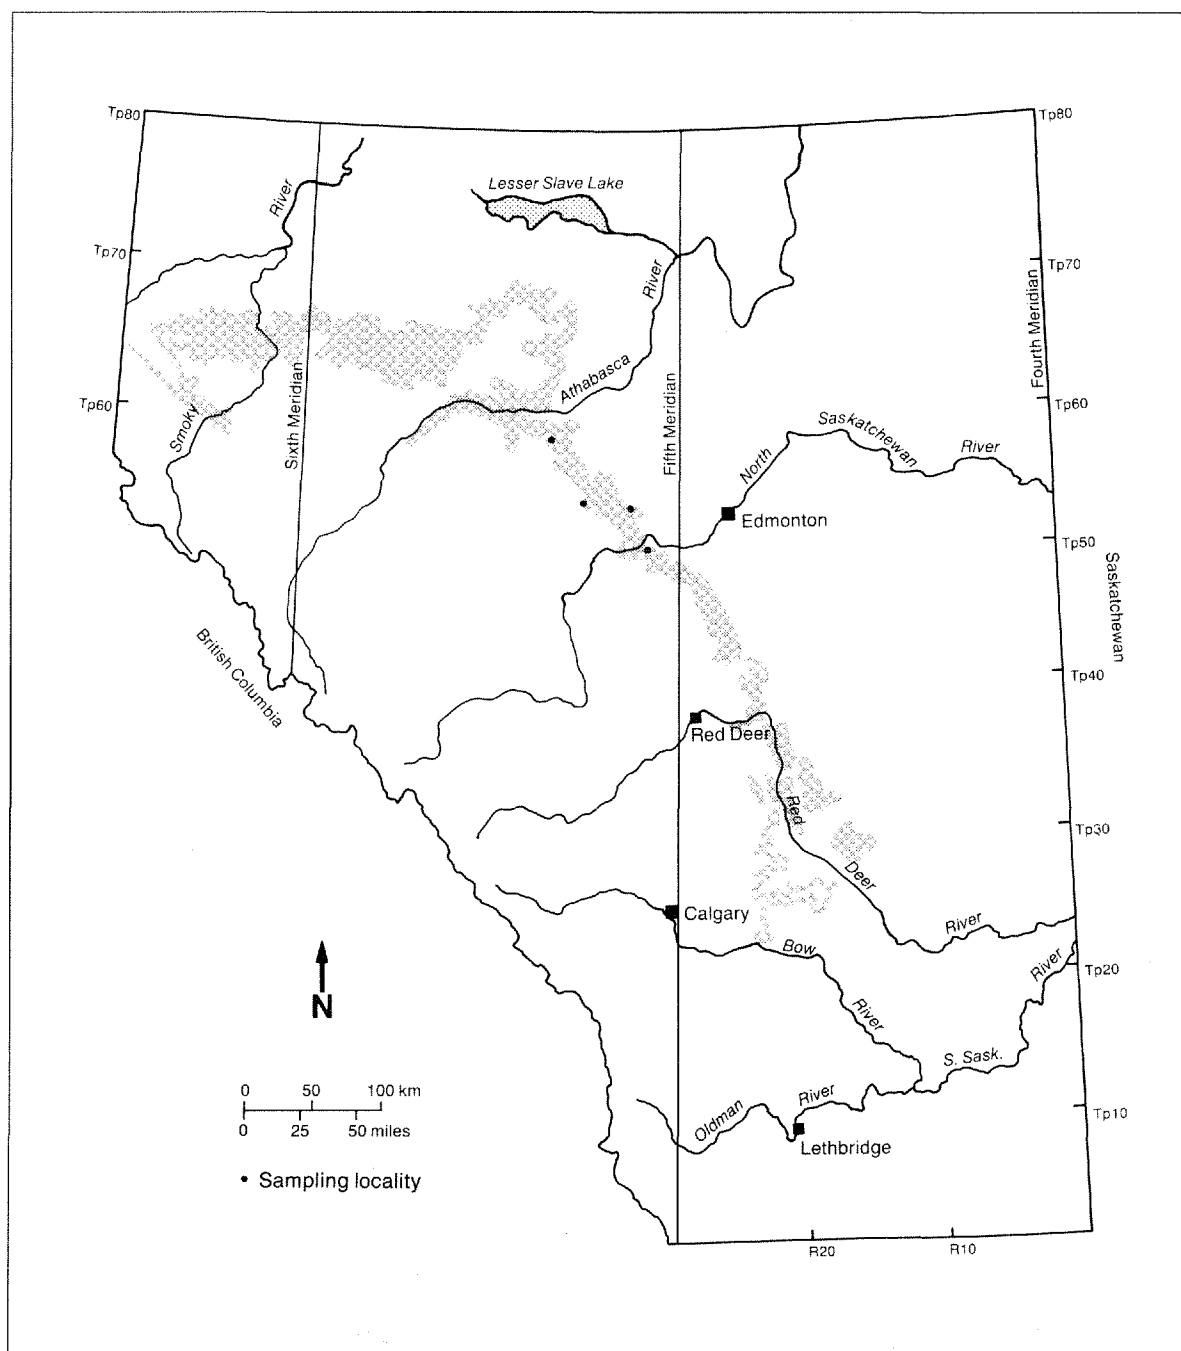 Tp80
Tp80
Lesser Slave Lake
River
Tp70
River
Tp70
Fourth Meridian
Athabasca
Tp60
Tp60
Smoky
Sixth Meridian
Fifth Meridian
Saskatchewan
North
River
Edmonton
Tp50
Saskatchewan
British Columbia
Tp40
Red Deer
Red
Tp30
Deer
Calgary
River
Bow
Tp20
River
River
N
S. Sask.
0 50 100 km
0 25 50 miles
River
Oldman
Tp10
Lethbridge
Sampling locality
R20
R10